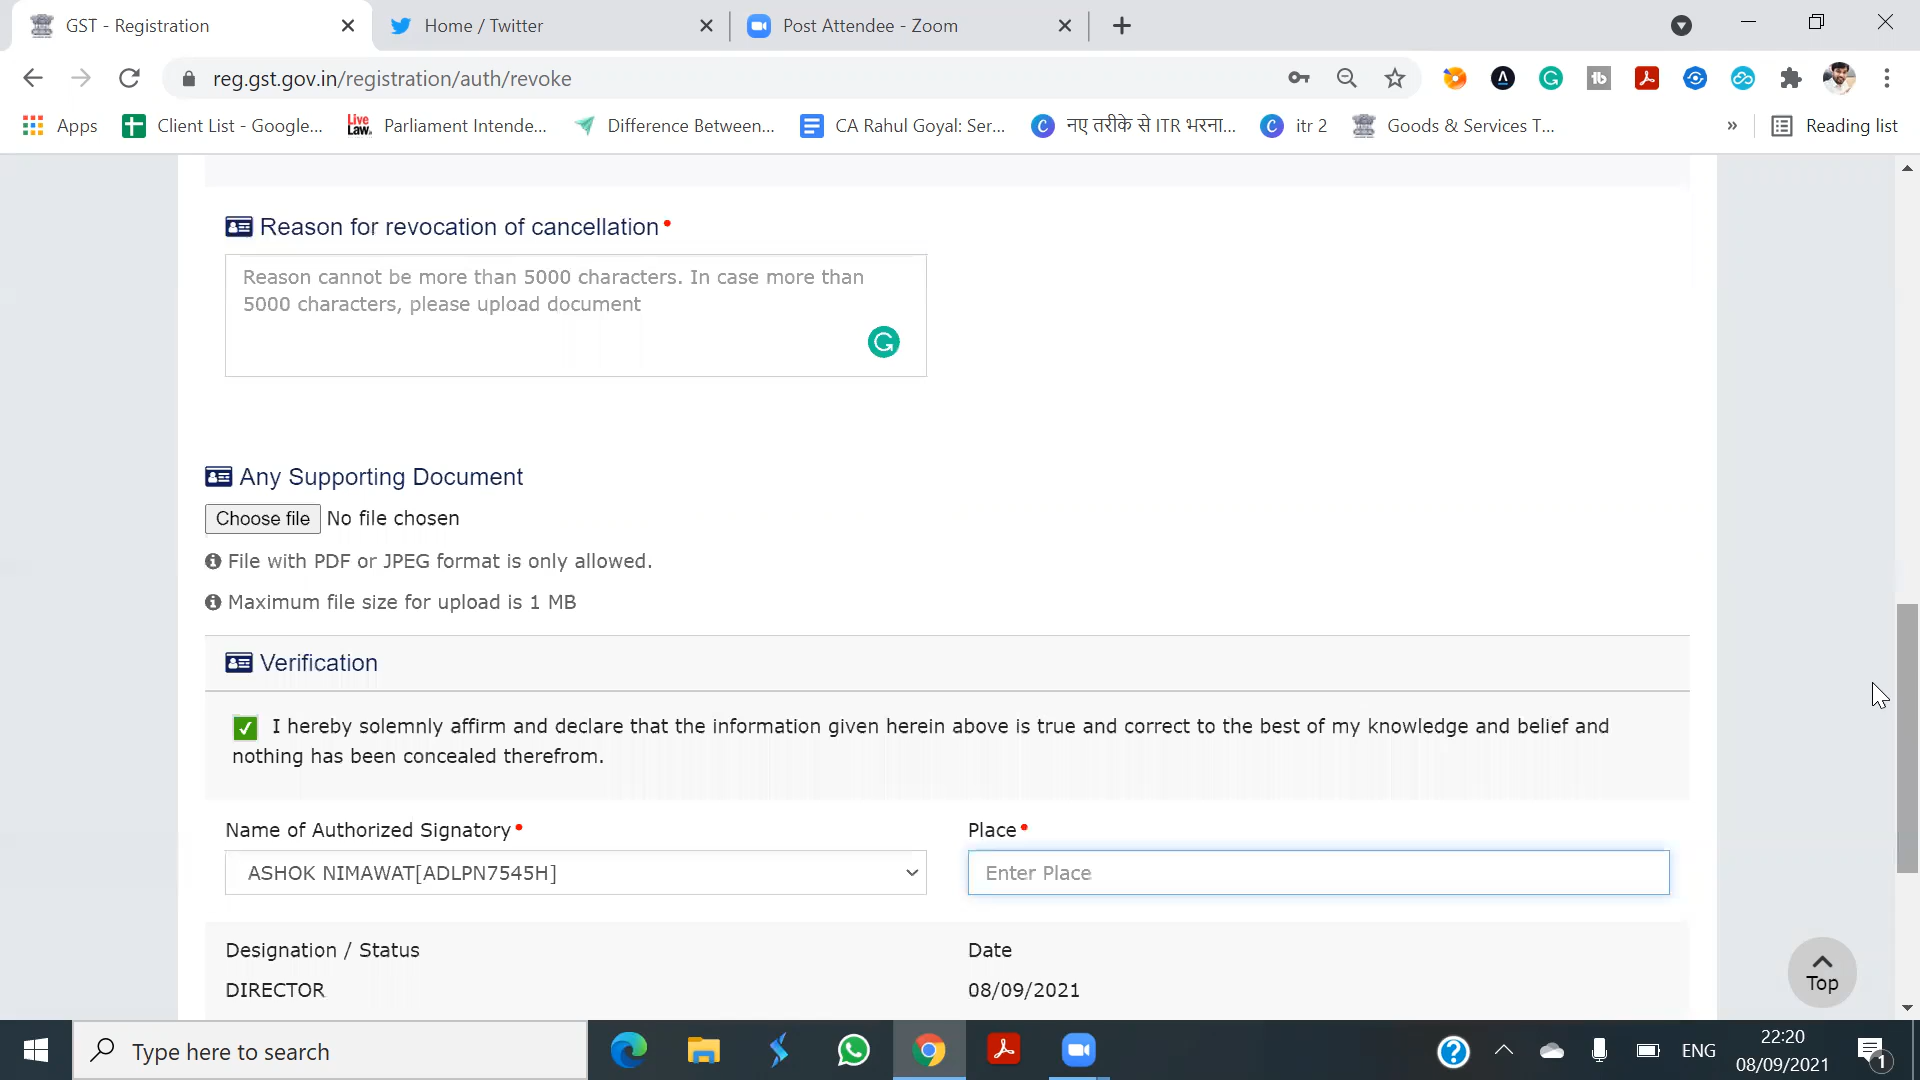 GST - Registration
Home / Twitter
Post Attendee - Zoom
reg.gst.gov.in/registration/auth/revoke
Apps
Client List - Google...
Live Law.
Parliament Intende...
Difference Between...
CA Rahul Goyal: Ser...
नए तरीके से ITR भरना...
itr 2
Goods & Services T...
»
Reading list
Reason for revocation of cancellation
Reason cannot be more than 5000 characters. In case more than
5000 characters, please upload document
Any Supporting Document
Choose file No file chosen
File with PDF or JPEG format is only allowed.
Maximum file size for upload is 1 MB
Verification
I hereby solemnly affirm and declare that the information given herein above is true and correct to the best of my knowledge and belief and
nothing has been concealed therefrom.
Name of Authorized Signatory
Place
ASHOK NIMAWAT[ADLPN7545H]
Enter Place
Designation / Status
Date
DIRECTOR
08/09/2021
Top
Type here to search
ENG
22:20
08/09/2021
1